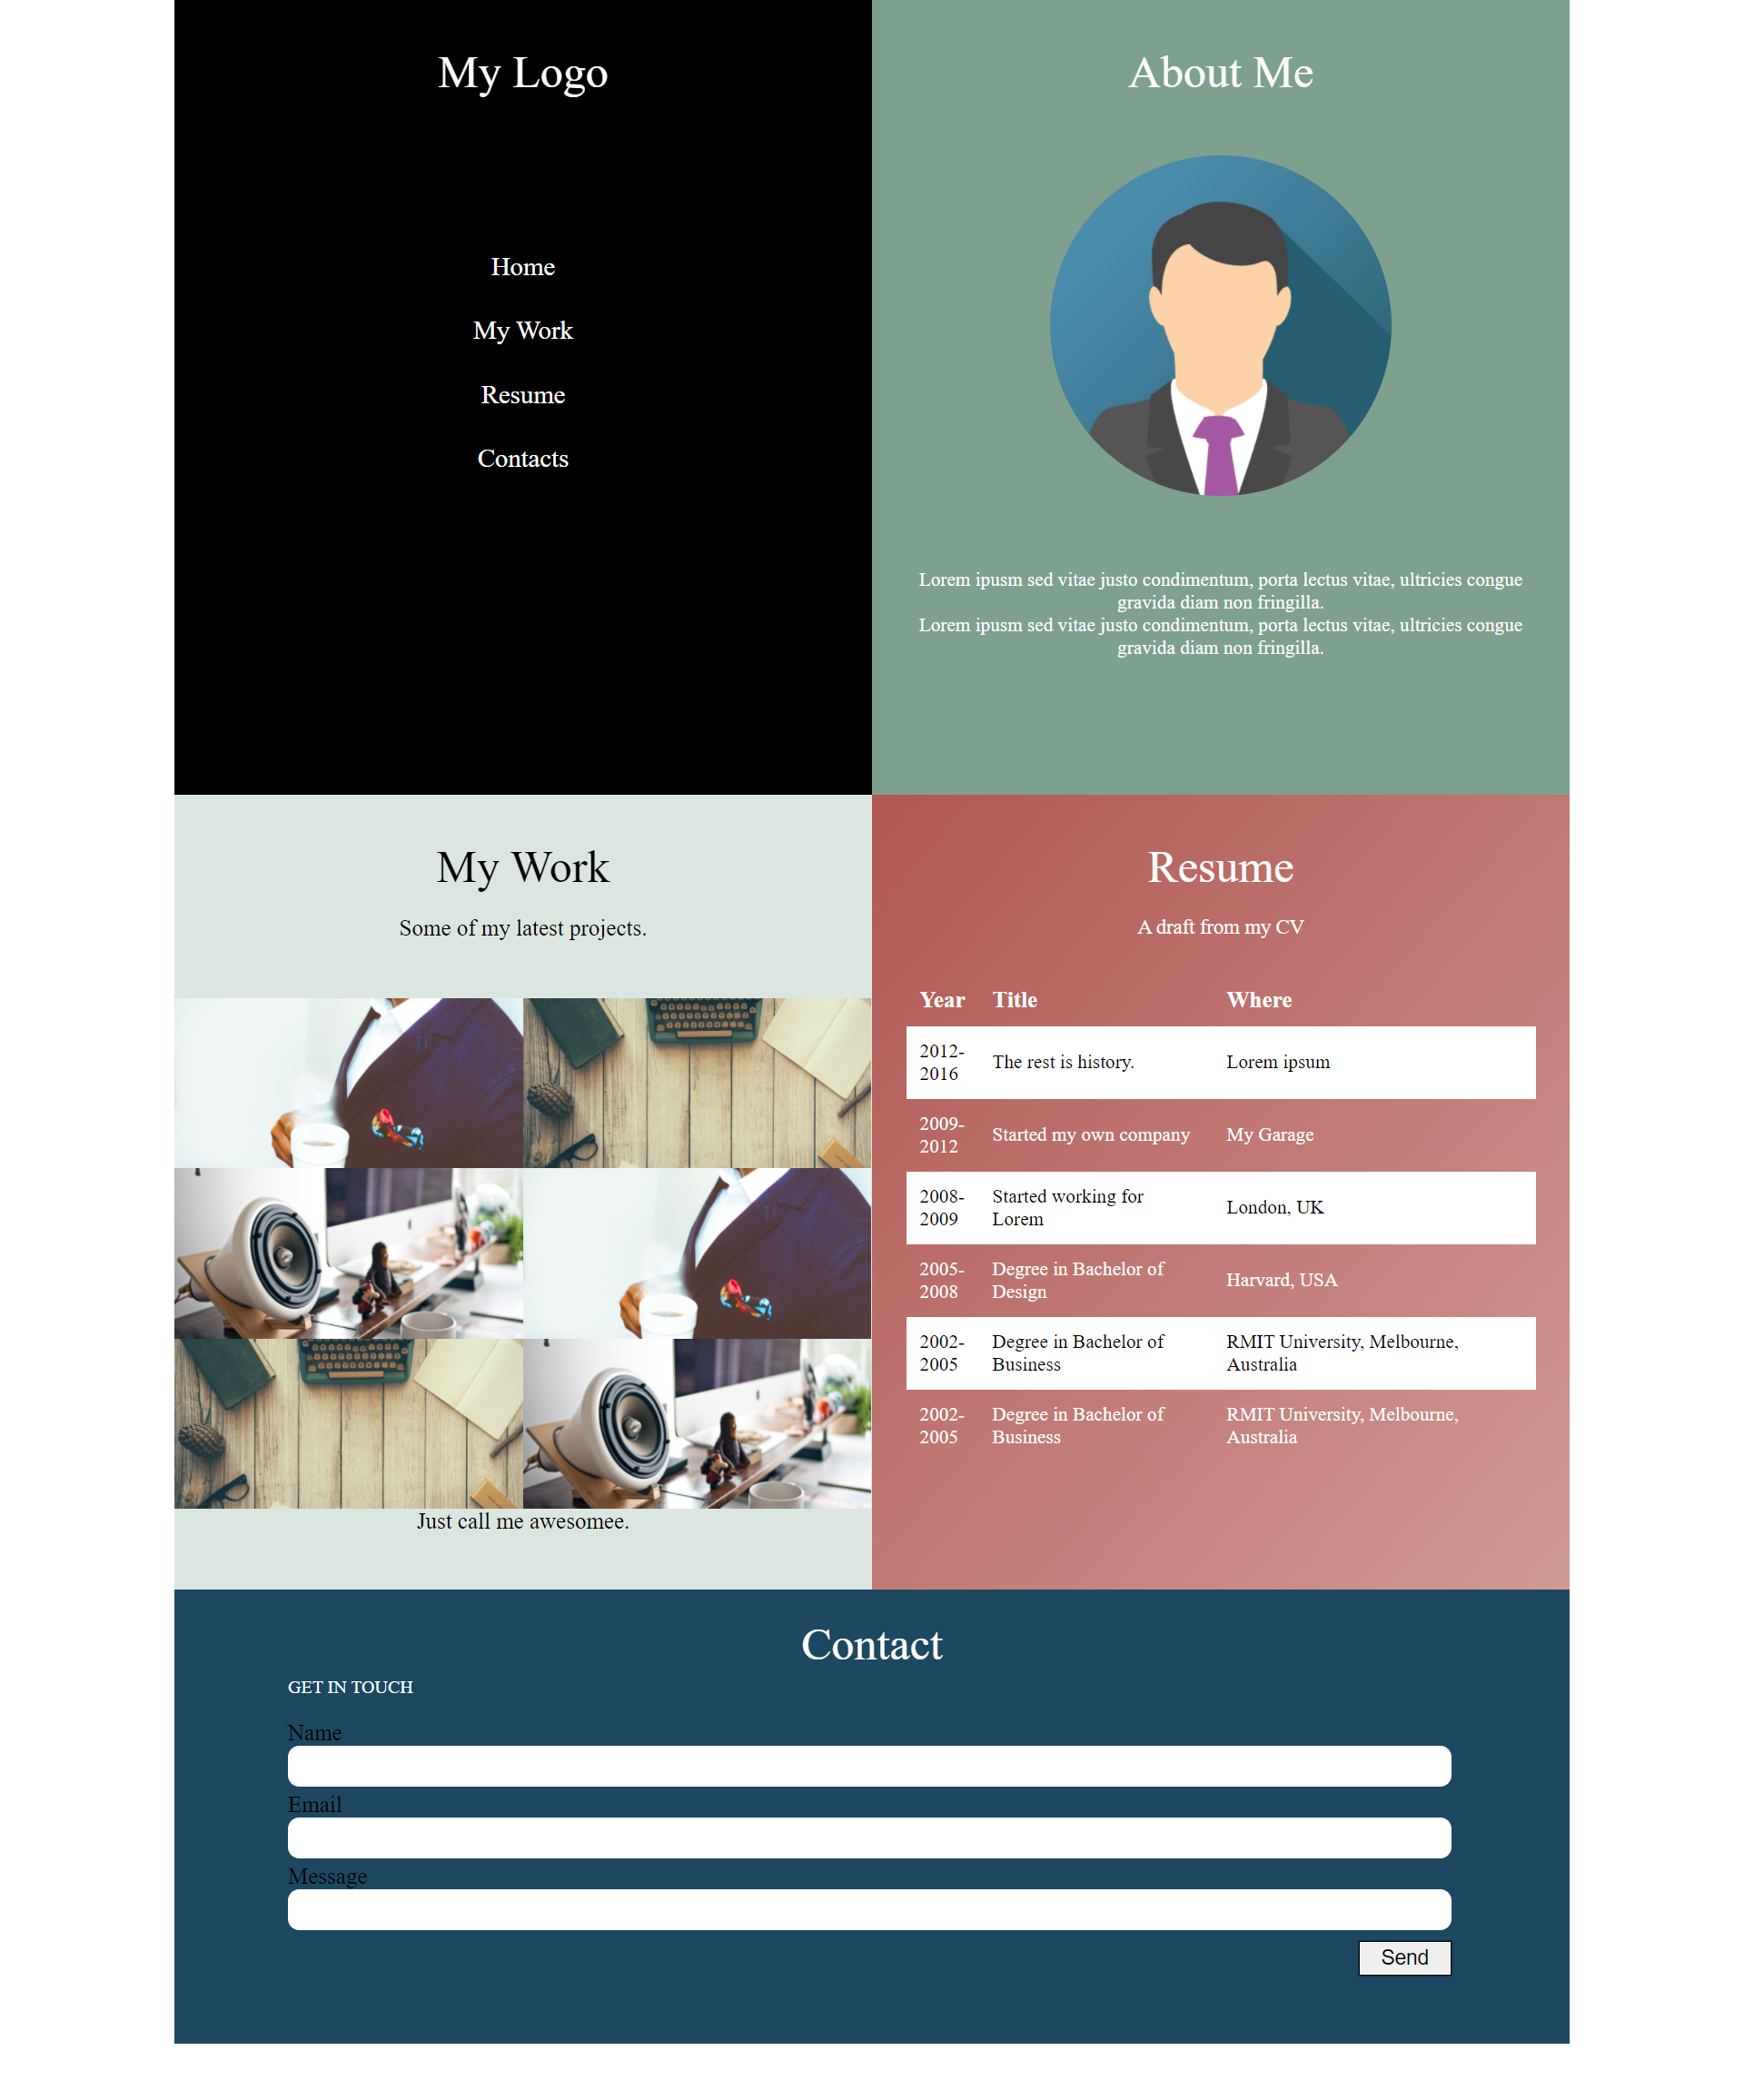 My Logo
Home
My Work
Resume
Contacts
About Me
Lorem ipusm sed vitae justo condimentum, porta lectus vitae, ultricies congue
gravida diam non fringilla.
Lorem ipusm sed vitae justo condimentum, porta lectus vitae, ultricies congue
gravida diam non fringilla.
My Work
Some of my latest projects.
Just call me awesomee.
Resume
A draft from my CV
Year Title Where
2012-
2016 The rest is history. Lorem ipsum
2009-
2012 Started my own company My Garage
2008- Started working for
2009 Lorem London, UK
2005- Degree in Bachelor of
2008 Design Harvard, USA
2002- Degree in Bachelor of RMIT University, Melbourne,
2005 Business Australia
2002- Degree in Bachelor of RMIT University, Melbourne,
2005 Business Australia
Contact
GET IN TOUCH
Name
Email
Message
Send